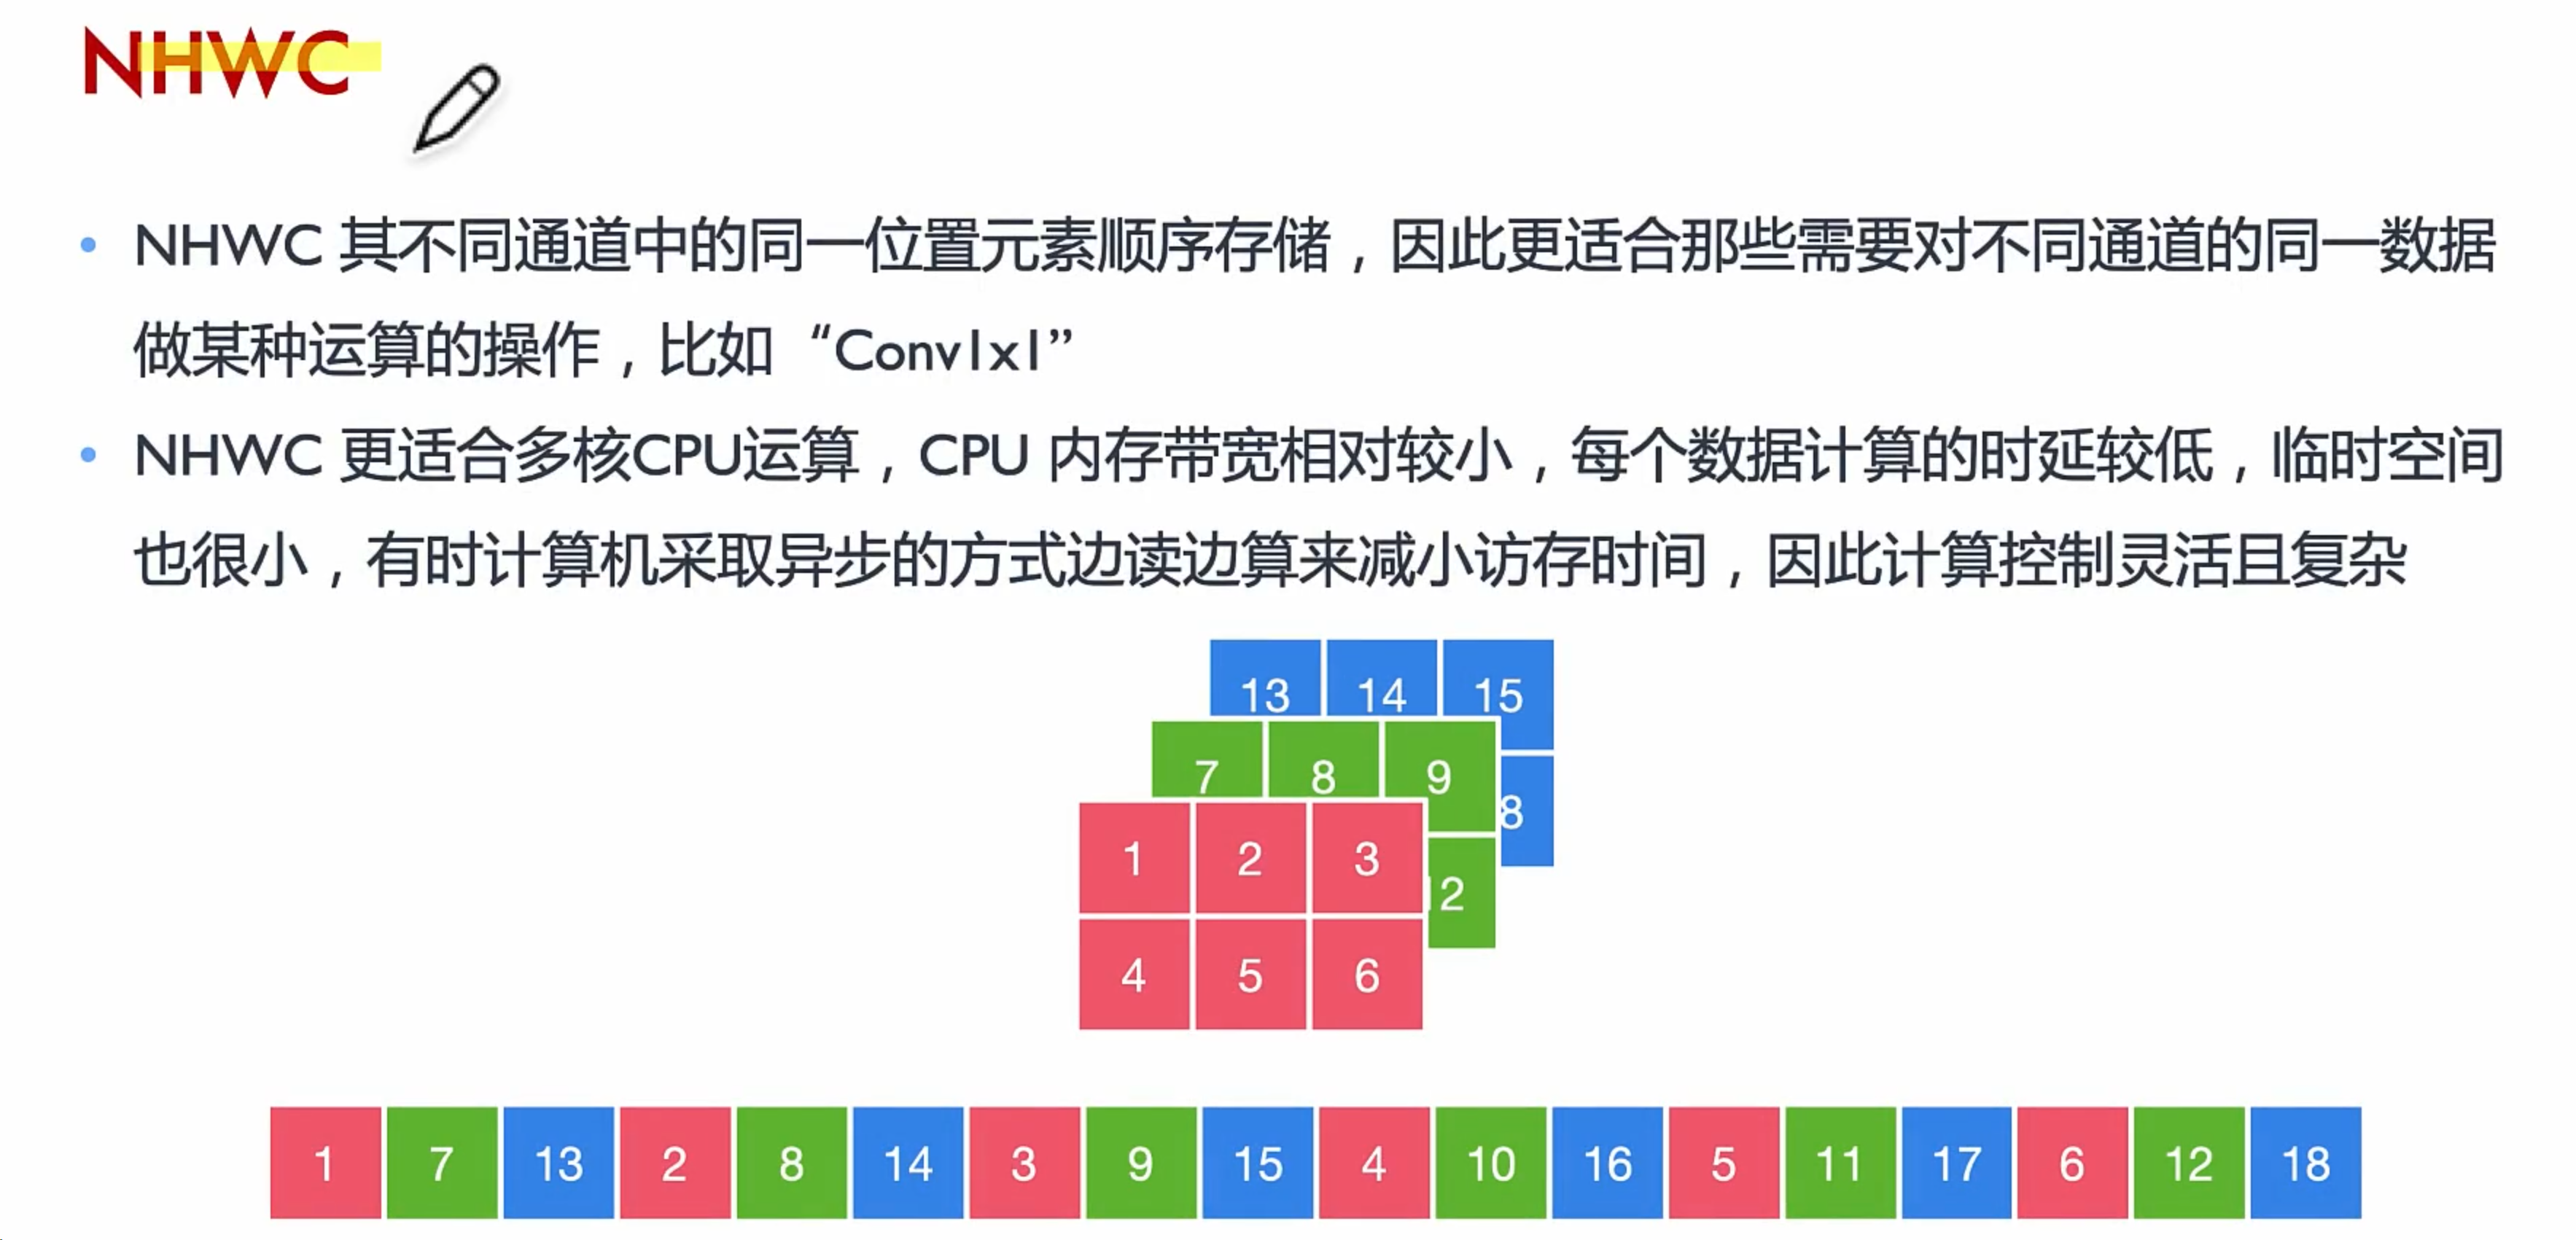 NHWC
NHWC 其不同通道中的同一位置元素顺序存储，因此更适合那些需要对不同通道的同一数据
做某种运算的操作，比如“Conv1x1”
NHWC 更适合多核CPU运算，CPU 内存带宽相对较小，每个数据计算的时延较低，临时空间
也很小，有时计算机采取异步的方式边读边算来减小访存时间，因此计算控制灵活且复杂
13 14 15
7 8 9 8
1 2 3 12
4 5 6
1 7 13 2 8 14 3 9 15 4 10 16 5 11 17 6 12 18